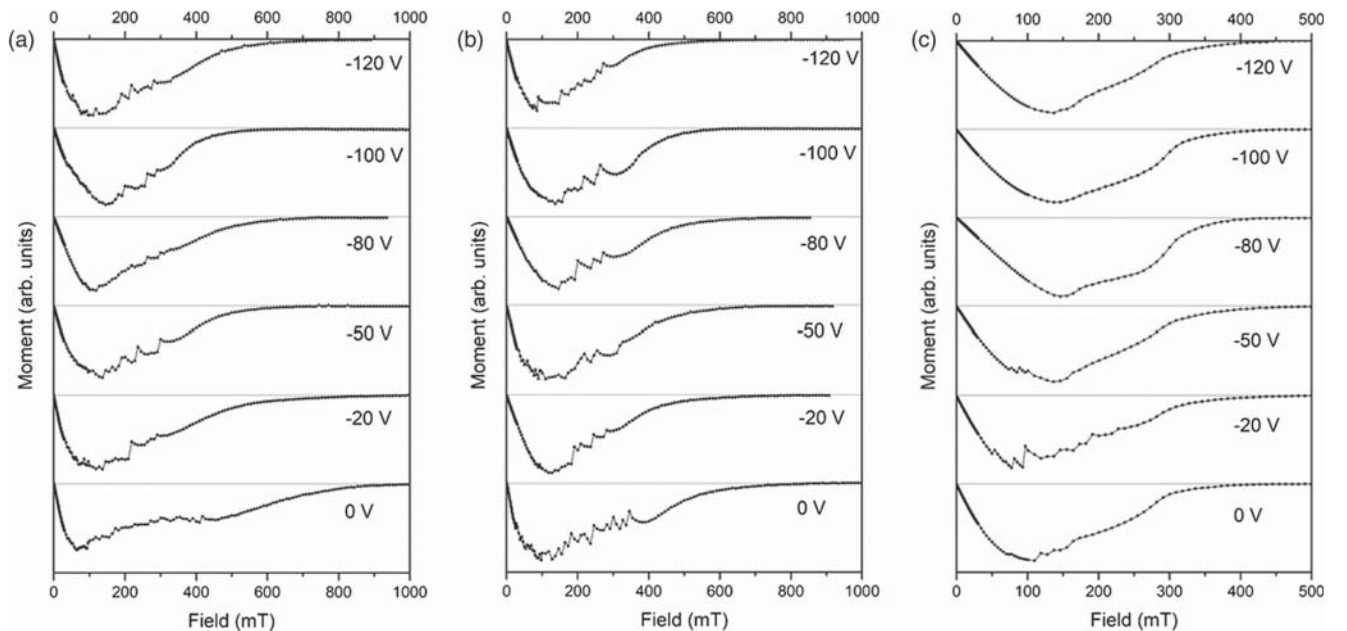 0 200 400 600 800 1000
(a)
-120 V
-100 V
-80 V
-50 V
-20 V
0 V
Moment (arb. units)
0 200 400 600 800 1000
Field (mT)
0 200 400 600 800 1000
(b)
-120 V
-100 V
-80 V
-50 V
-20 V
0 V
Moment (arb. units)
0 200 400 600 800 1000
Field (mT)
0 100 200 300 400 500
(c)
-120 V
-100 V
-80 V
-50 V
-20 V
0 V
Moment (arb. units)
0 100 200 300 400 500
Field (mT)